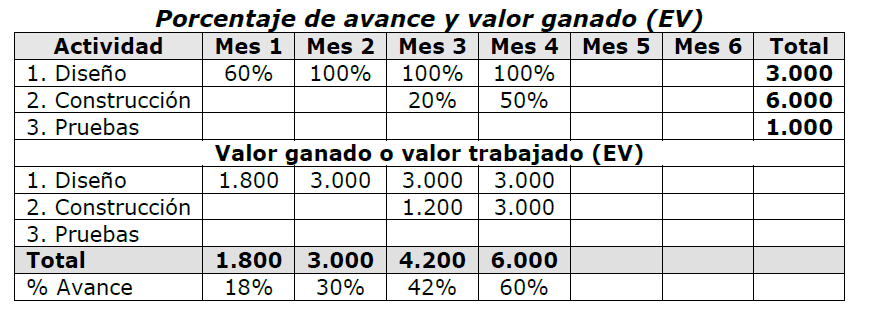 Porcentaje de avance y valor ganado (EV)
Actividad Mes 1 Mes 2 Mes 3 Mes 4 Mes 5 Mes 6 Total
1. Diseño 60% 100% 100% 100% 3.000
2. Construcción 20% 50% 6.000
3. Pruebas 1.000
Valor ganado o valor trabajado (EV)
1. Diseño 1.800 3.000 3.000 3.000
2. Construcción 1.200 3.000
3. Pruebas
Total 1.800 3.000 4.200 6.000
% Avance 18% 30% 42% 60%